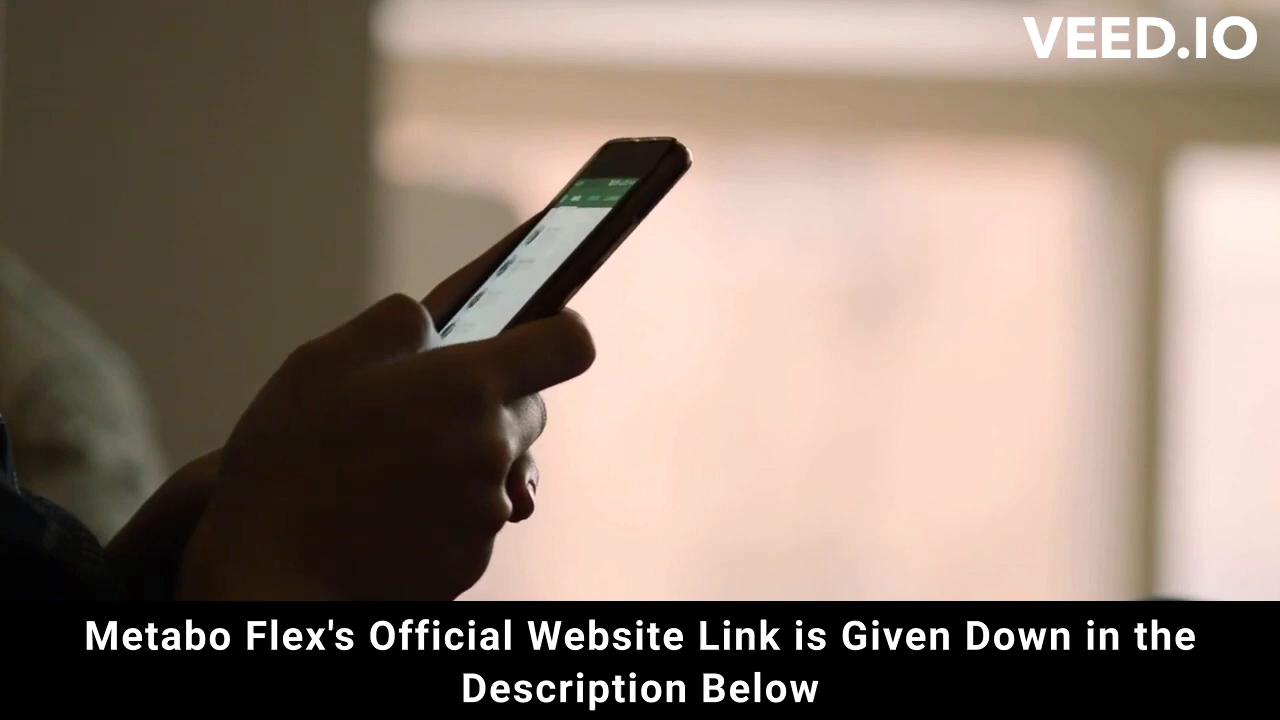 VEED.IO
Metabo Flex's Official Website Link is Given Down in the
Description Below